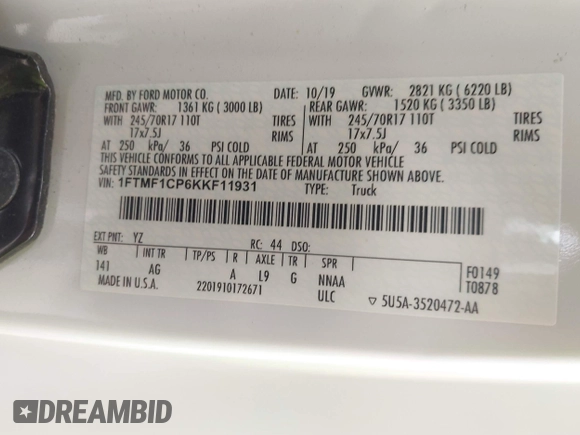 MFD. BY FORD MOTOR CO. DATE: 10/19 GVWR: 2821 KG ( 6220 LB)
FRONT GAWR: 1361 KG ( 3000 LB) REAR GAWR: 1520 KG ( 3350 LB)
WITH 245/70R17 110T TIRES WITH 245/70R17 110T TIRES
17x7.5J RIMS 17x7.5J RIMS
AT 250 kPa/ 36 PSI COLD AT 250 kPa/ 36 PSI COLD
THIS VEHICLE CONFORMS TO ALL APPLICABLE FEDERAL MOTOR VEHICLE
SAFETY STANDARDS IN EFFECT ON THE DATE OF MANUFACTURE SHOWN ABOVE.
VIN: 1FTMF1CP6KKF11931 TYPE: Truck
EXT PNT: YZ RC: 44 DSO:
WB INT TR TP/PS R AXLE TR SPR
141 AG A L9 G NNAA F0149
ULC T0878
MADE IN U.S.A. 2201910172671 ▽ 5U5A-3520472-AA
DREAMBID